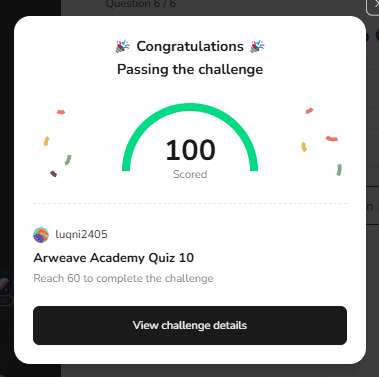 Question 6 / 6
🎉 Congratulations 🎉
Passing the challenge
100
Scored
luqni2405
Arweave Academy Quiz 10
Reach 60 to complete the challenge
View challenge details